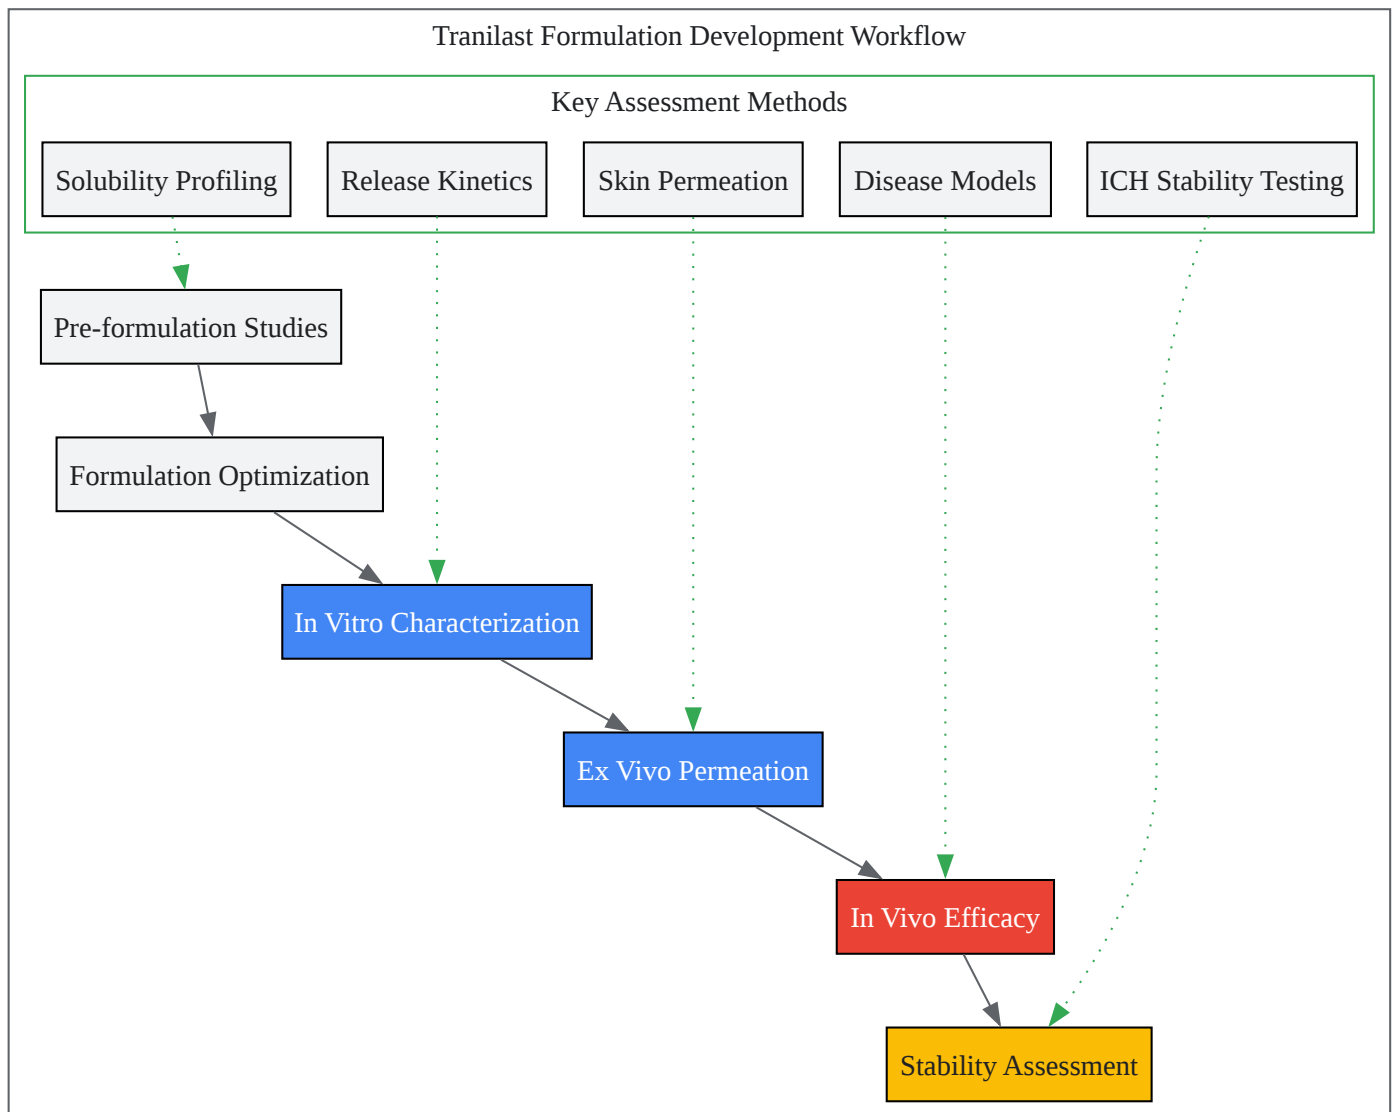 Tranilast Formulation Development Workflow
Key Assessment Methods
Solubility Profiling
Release Kinetics
Skin Permeation
Disease Models
ICH Stability Testing
Pre-formulation Studies
Formulation Optimization
In Vitro Characterization
Ex Vivo Permeation
In Vivo Efficacy
Stability Assessment